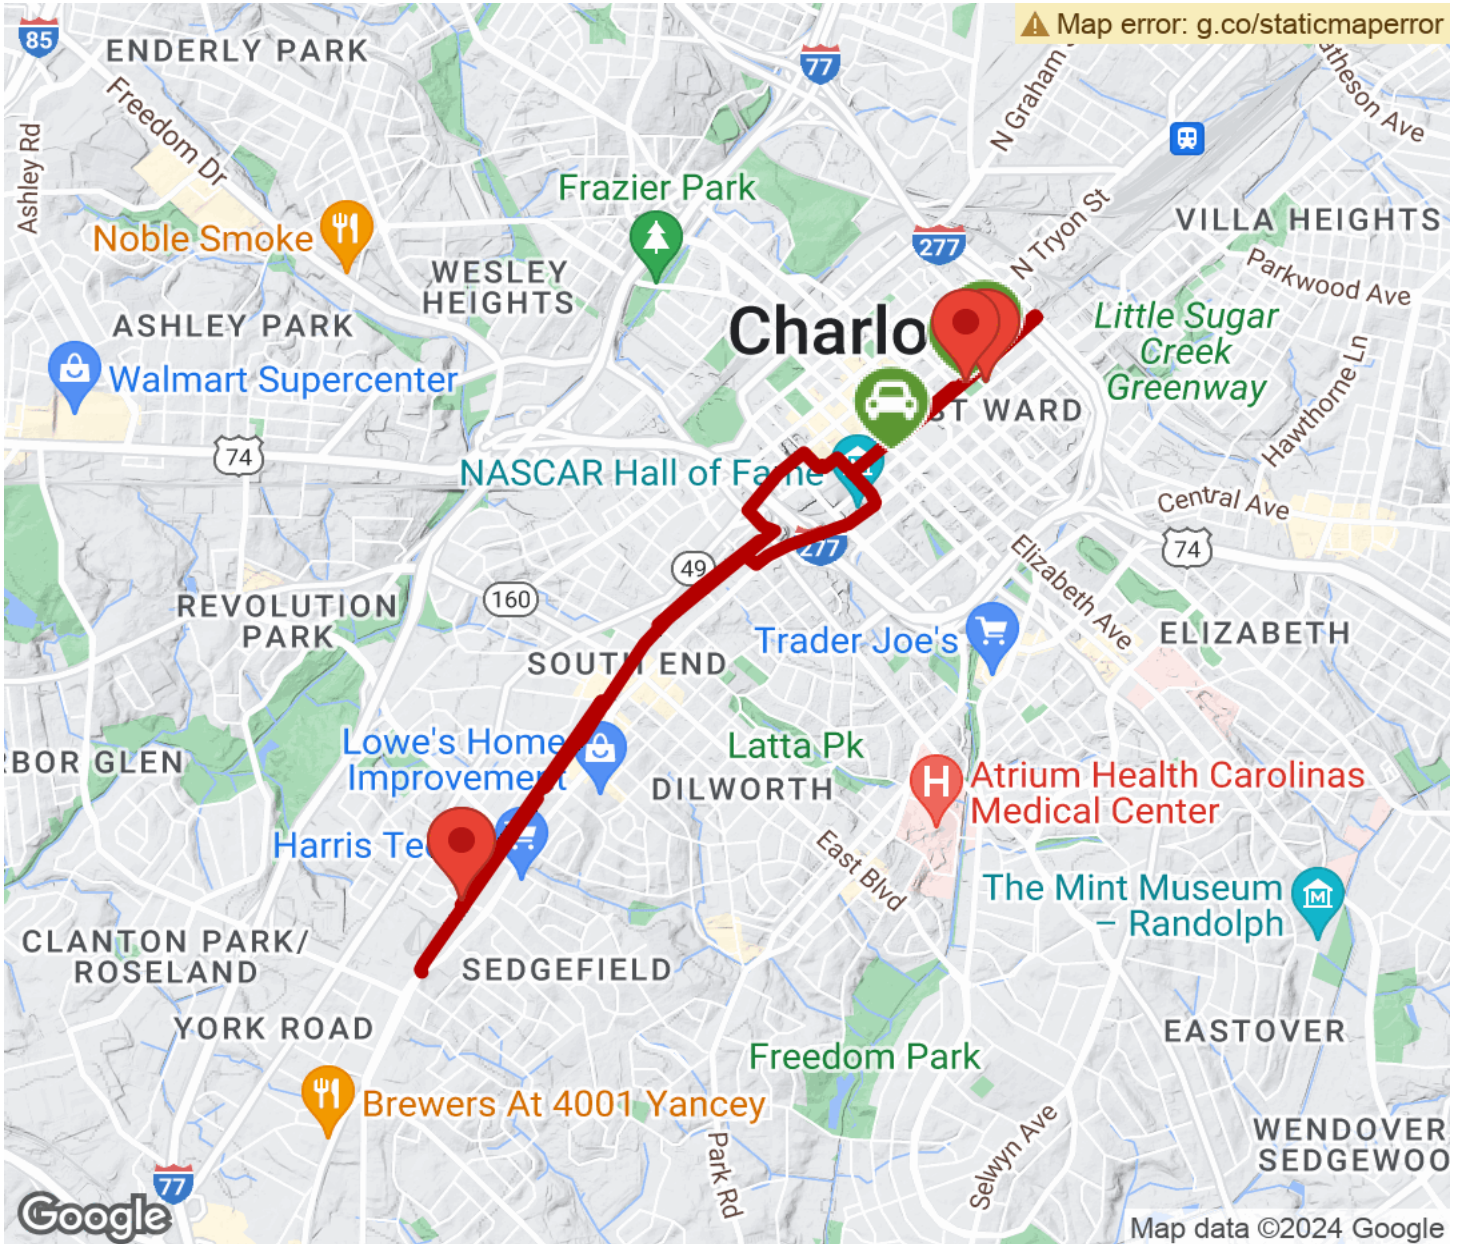 Map error: g.co/staticmaperror
85
ENDERLY PARK
77
Freedom Dr
Ashley Rd
N Graham
atheson Ave
Frazier Park
VILLA HEIGHTS
Noble Smoke
277
N Tryon St
WESLEY
HEIGHTS
Parkwood Ave
ASHLEY PARK
Charlo
Little Sugar
Creek
Greenway
Walmart Supercenter
Hawthorne Ln
ST WARD
74
NASCAR Hall of Fame
Central Ave
277
74
49
Elizabeth Ave
160
REVOLUTION
PARK
Trader Joe's
ELIZABETH
SOUTH END
Lowe's Home
Improvement
Latta Pk
RBOR GLEN
DILWORTH
H
Atrium Health Carolinas
Medical Center
Harris Te
East Blvd
The Mint Museum
– Randolph
M
CLANTON PARK/
ROSELAND
SEDGEFIELD
YORK ROAD
EASTOVER
Freedom Park
Brewers At 4001 Yancey
Park Rd
Selwyn Ave
WENDOVER
SEDGEWOO
77
Google
Map data ©2024 Google